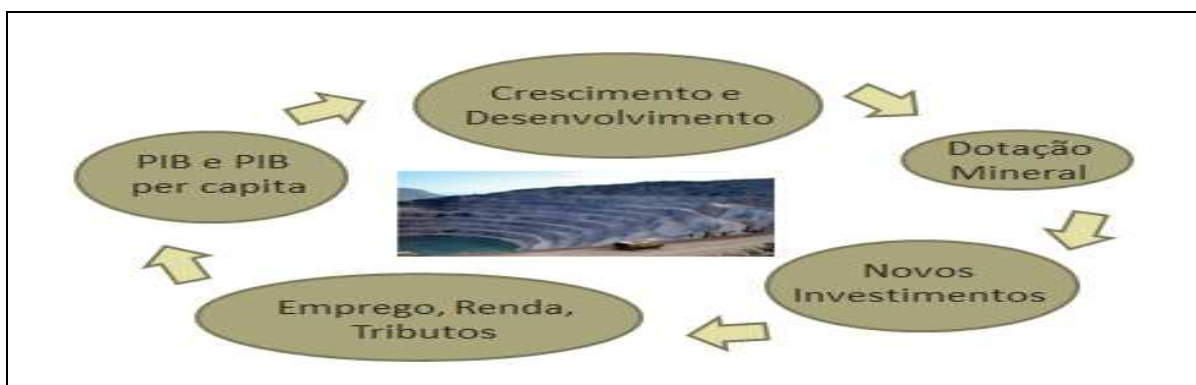 Crescimento e
Desenvolvimento
Dotação
Mineral
Novos
Investimentos
Emprego, Renda,
Tributos
PIB e PIB
per capita